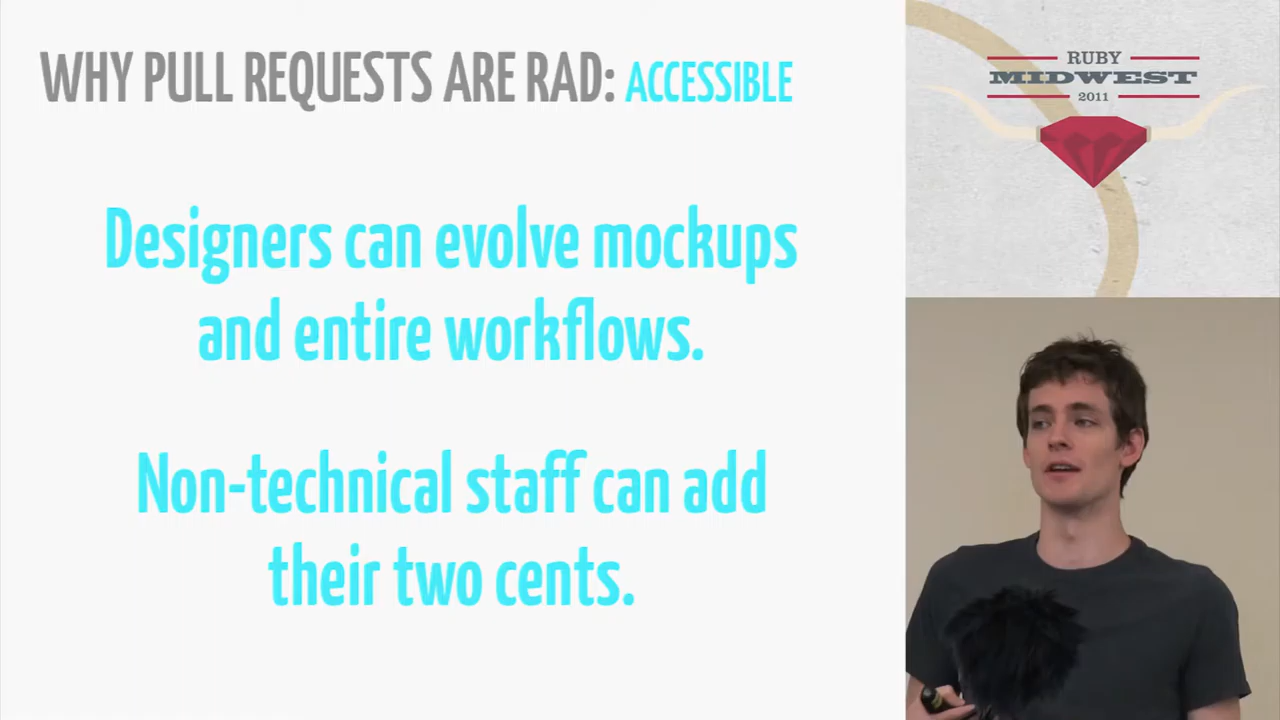 WHY PULL REQUESTS ARE RAD: ACCESSIBLE
Designers can evolve mockups
and entire workflows.
Non-technical staff can add
their two cents.
RUBY
MIDWEST
2011